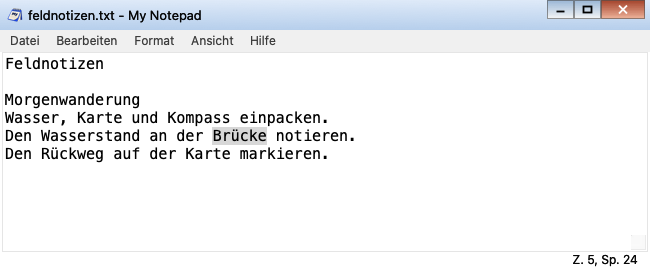 feldnotizen.txt - My Notepad
Datei Bearbeiten Format Ansicht Hilfe
Feldnotizen

Morgenwanderung
Wasser, Karte und Kompass einpacken.
Den Wasserstand an der Brücke notieren.
Den Rückweg auf der Karte markieren.
Z. 5, Sp. 24